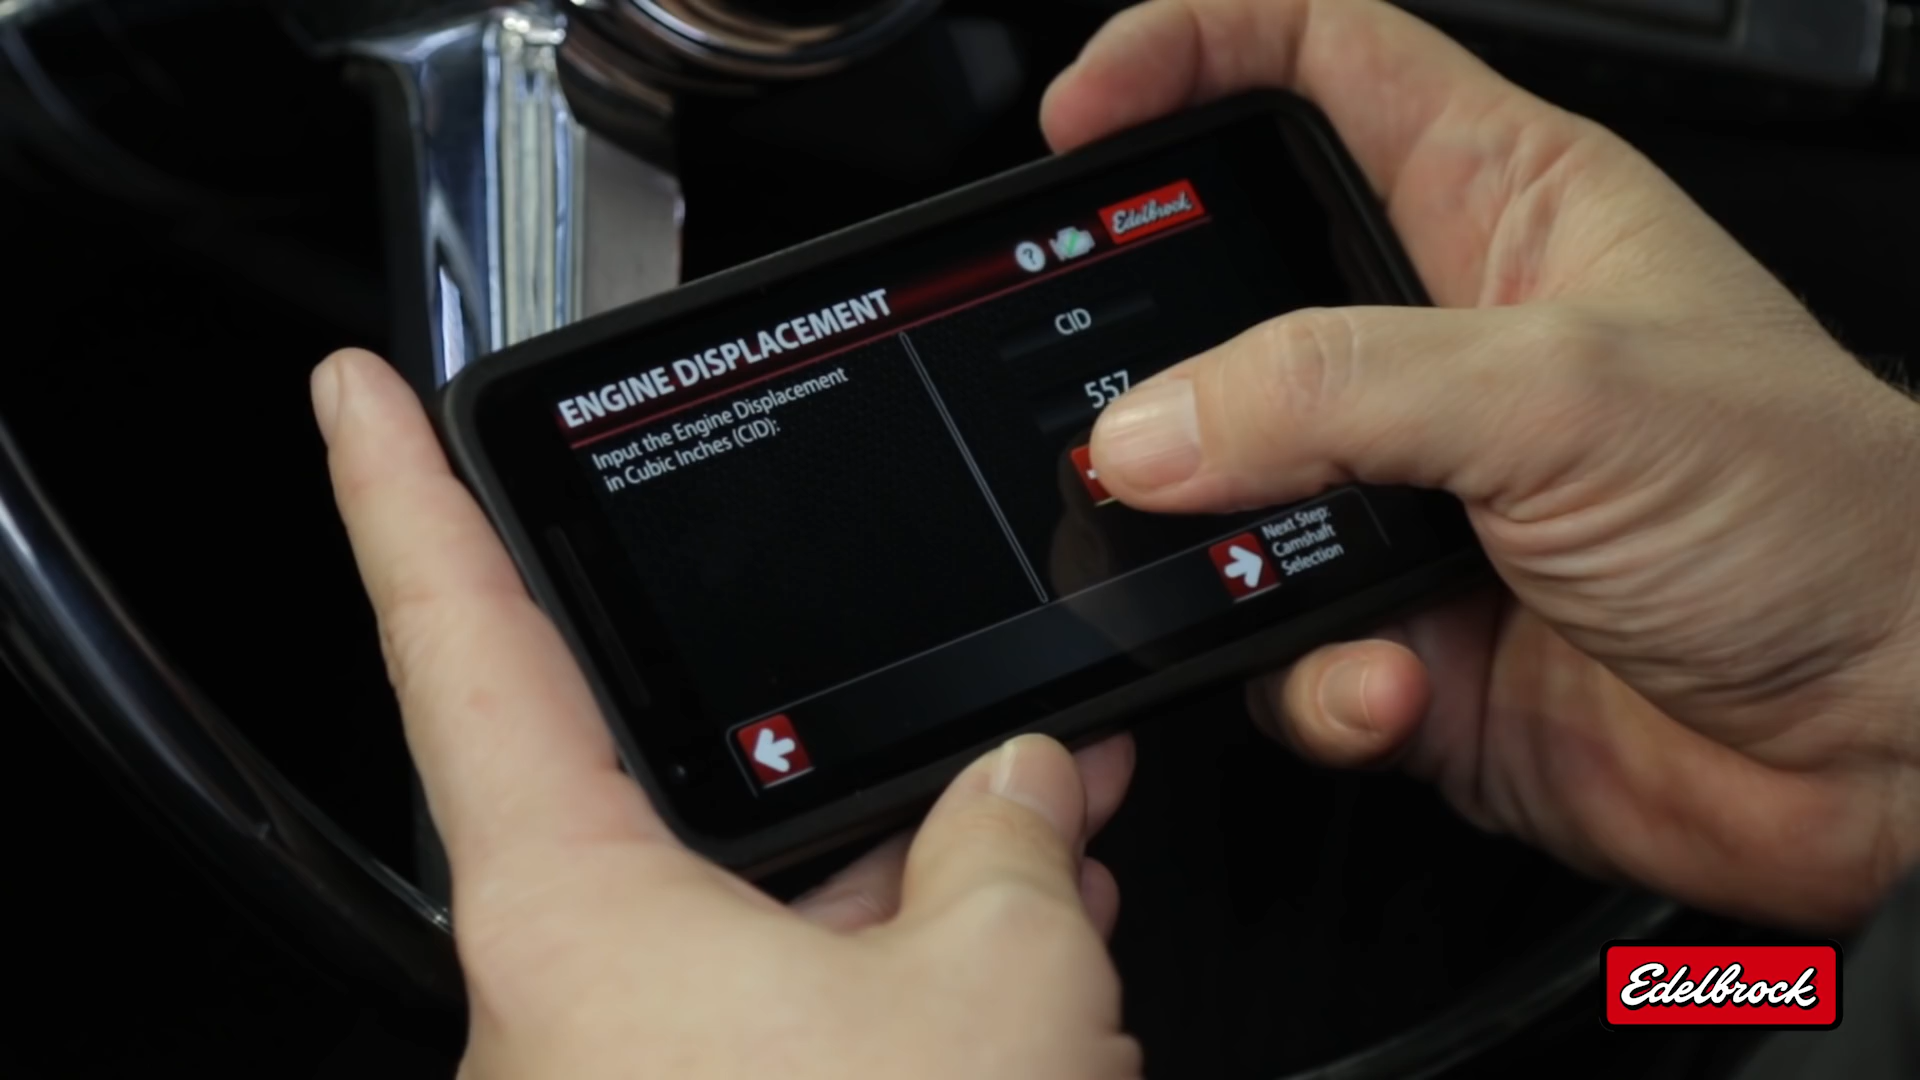 Edelbrock
?
ENGINE DISPLACEMENT
Input the Engine Displacement
in Cubic Inches (CID):
CID
557
Next Step:
Camshaft
Selection
Edelbrock